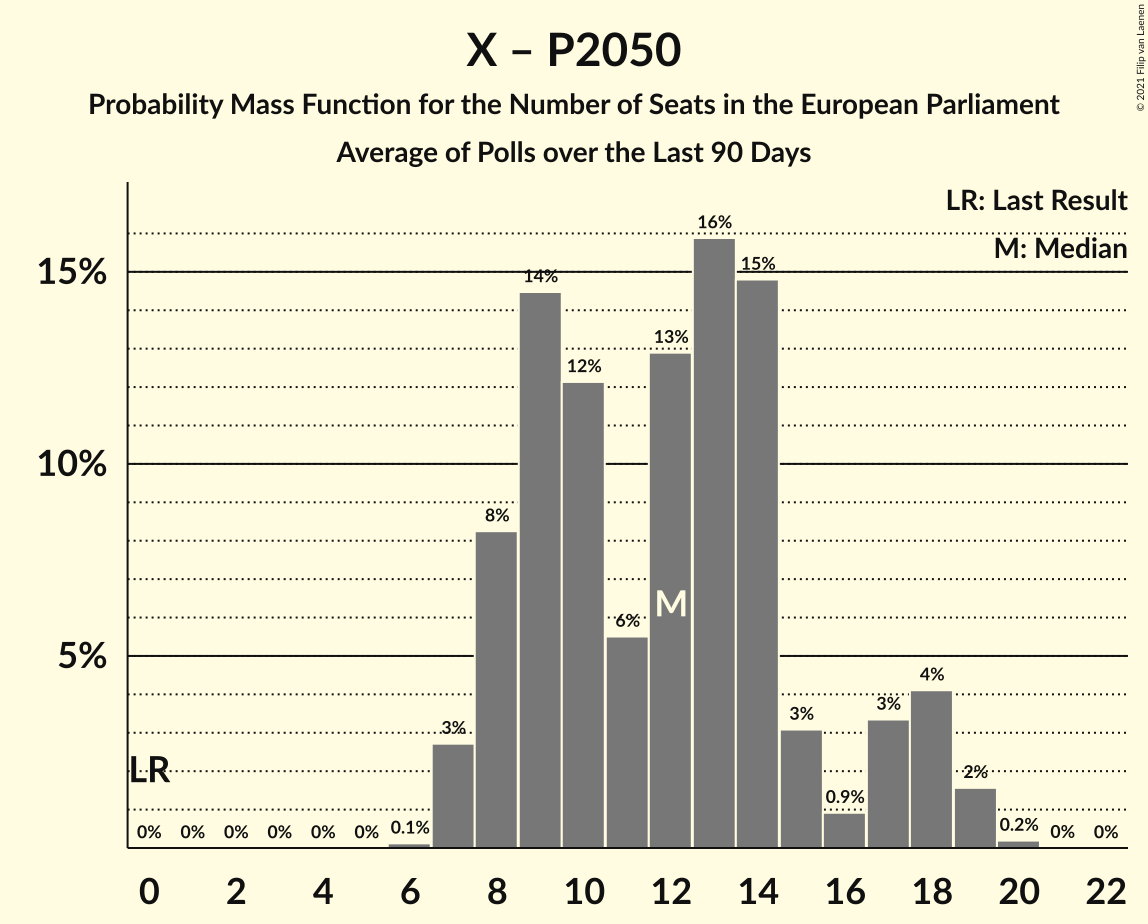 X – P2050
Probability Mass Function for the Number of Seats in the European Parliament
Average of Polls over the Last 90 Days
© 2021 Filip van Laenen
LR: Last Result
M: Median
15%
10%
5%
LR
M
0%
0%
0%
0%
0%
0%
0.1%
3%
8%
14%
12%
6%
13%
16%
15%
3%
0.9%
3%
4%
2%
0.2%
0%
0%
0 2 4 6 8 10 12 14 16 18 20 22